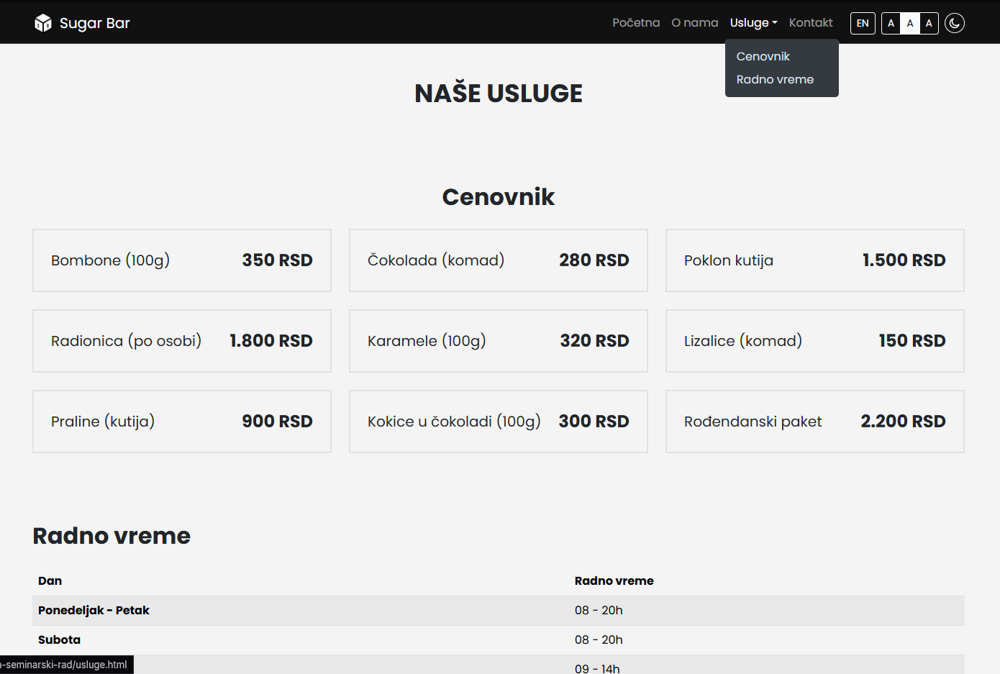 Sugar Bar
Početna O nama Usluge Kontakt EN A A A
Cenovnik
Radno vreme
NAŠE USLUGE
Cenovnik
Bombone (100g) 350 RSD
Čokolada (komad) 280 RSD
Poklon kutija 1.500 RSD
Radionica (po osobi) 1.800 RSD
Karamele (100g) 320 RSD
Lizalice (komad) 150 RSD
Praline (kutija) 900 RSD
Kokice u čokoladi (100g) 300 RSD
Rođendanski paket 2.200 RSD
Radno vreme
Dan Radno vreme
Ponedeljak - Petak 08 - 20h
Subota 08 - 20h
09 - 14h
-seminarski-rad/usluge.html